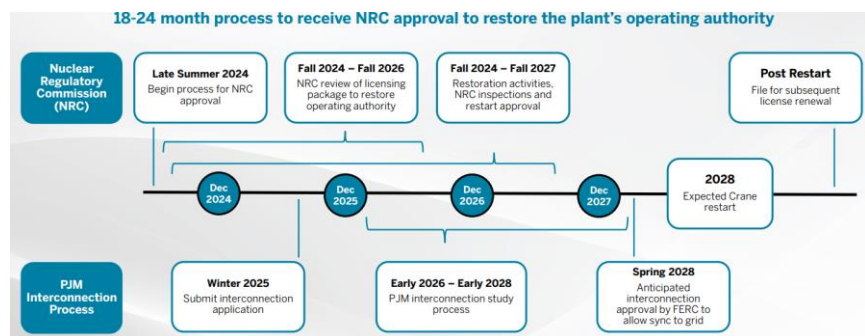 18-24 month process to receive NRC approval to restore the plant's operating authority
Nuclear
Regulatory
Commission
(NRC)
Late Summer 2024
Begin process for NRC
approval
Fall 2024 – Fall 2026
NRC review of licensing
package to restore
operating authority
Fall 2024 – Fall 2027
Restoration activities,
NRC inspections and
restart approval
Post Restart
File for subsequent
license renewal
Dec
2024
Dec
2025
Dec
2026
Dec
2027
2028
Expected Crane
restart
PJM
Interconnection
Process
Winter 2025
Submit interconnection
application
Early 2026 – Early 2028
PJM interconnection study
process
Spring 2028
Anticipated
interconnection
approval by FERC to
allow sync to grid